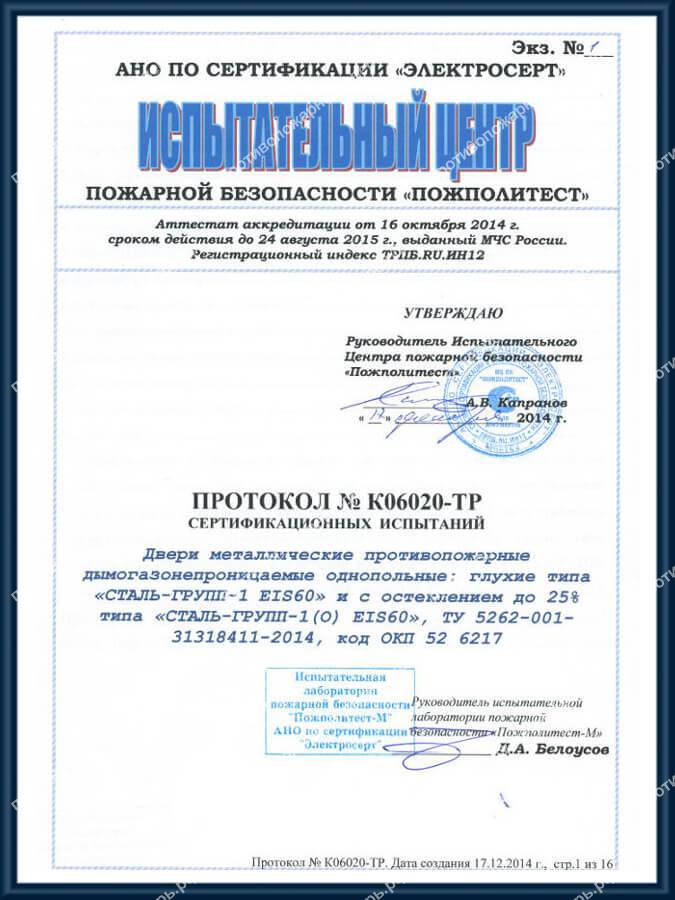 Экз. № 1
АНО ПО СЕРТИФИКАЦИИ «ЭЛЕКТРОСЕРТ»
ИСПЫТАТЕЛЬНЫЙ ЦЕНТР
ПОЖАРНОЙ БЕЗОПАСНОСТИ «ПОЖПОЛИТЕСТ»
Аттестат аккредитации от 16 октября 2014 г.
сроком действия до 24 августа 2015 г., выданный МЧС России.
Регистрационный индекс ТРПБ.RU.ИН12
УТВЕРЖДАЮ
Руководитель Испытательного
Центра пожарной безопасности
«Пожполитест»
А.В. Капранов
« 17 » 2014 г.
ПРОТОКОЛ № К06020-ТР
СЕРТИФИКАЦИОННЫХ ИСПЫТАНИЙ
Двери металлические противопожарные
дымогазонепроницаемые однопольные: глухие типа
«СТАЛЬ-ГРУПП-1 EIS60» и с остеклением до 25%
типа «СТАЛЬ-ГРУПП-1(О) EIS60», ТУ 5262-001-
31318411-2014, код ОКП 52 6217
Испытательная
лаборатория
пожарной безопасности
"Пожполитест-М"
АНО по сертификации
"Электросерт"
Руководитель испытательной
лаборатории пожарной
безопасности «Пожполитест-М»
Д.А. Белоусов
Протокол № К06020-ТР. Дата создания 17.12.2014 г., стр.1 из 16